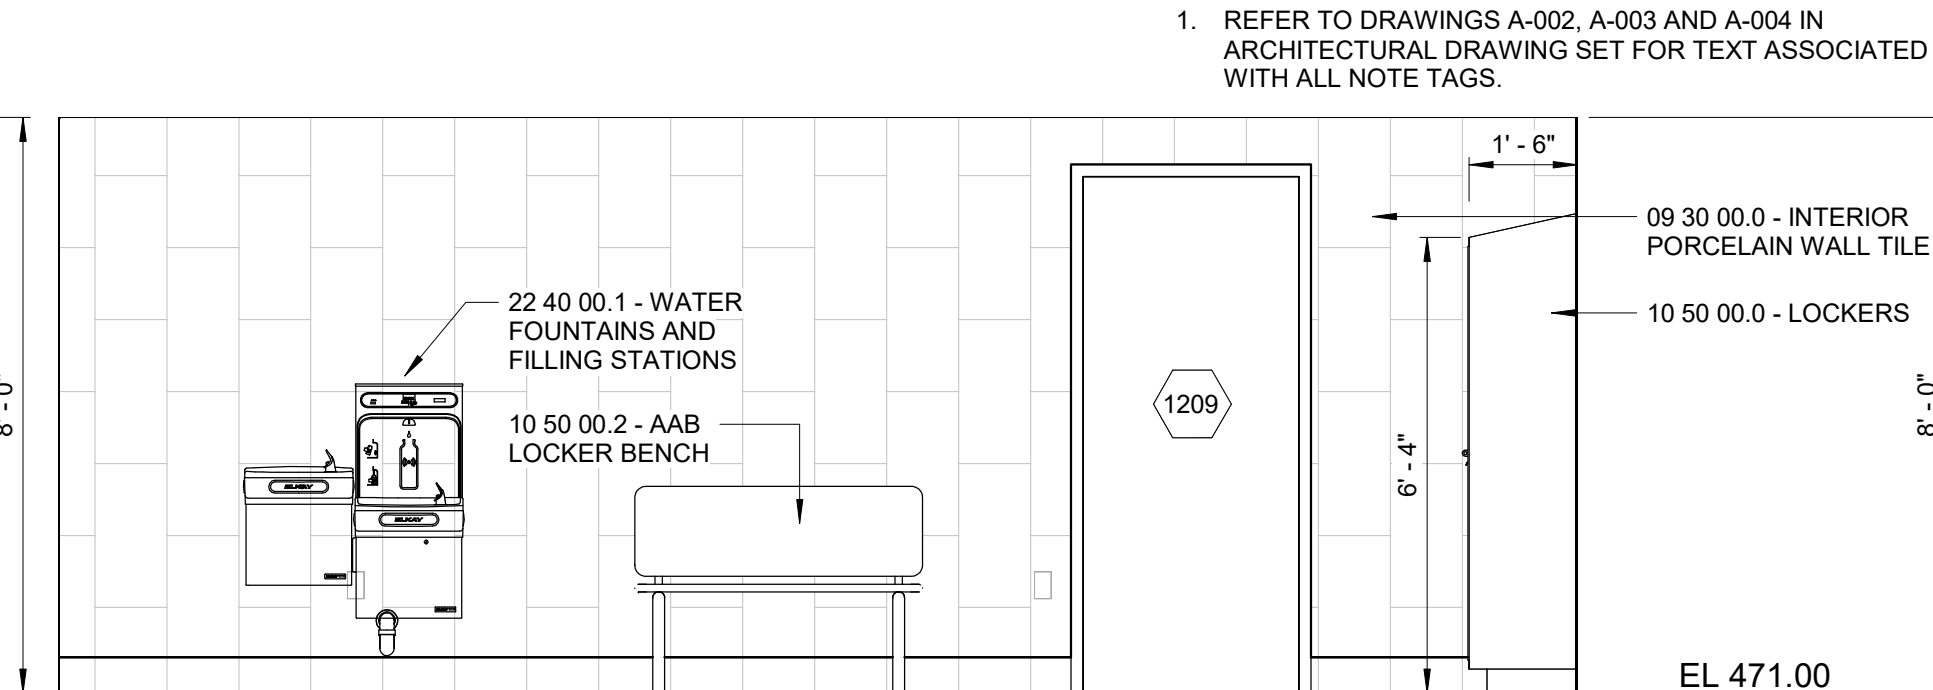 1. REFER TO DRAWINGS A-002, A-003 AND A-004 IN
ARCHITECTURAL DRAWING SET FOR TEXT ASSOCIATED
WITH ALL NOTE TAGS.
1' - 6"
09 30 00.0 - INTERIOR
PORCELAIN WALL TILE
22 40 00.1 - WATER
FOUNTAINS AND
FILLING STATIONS
10 50 00.0 - LOCKERS
8' - 0"
10 50 00.2 - AAB
LOCKER BENCH
1209
6' - 4"
8' - 0"
ELKAY
ELKAY
EL 471.00